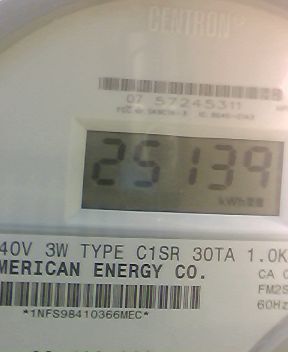 CENTRON®
07 57245311
25139
kWh
40V 3W TYPE C1SR 30TA 1.0K
MERICAN ENERGY CO.
CA 0
FM2S
60Hz
*1NFS98410366MEC*